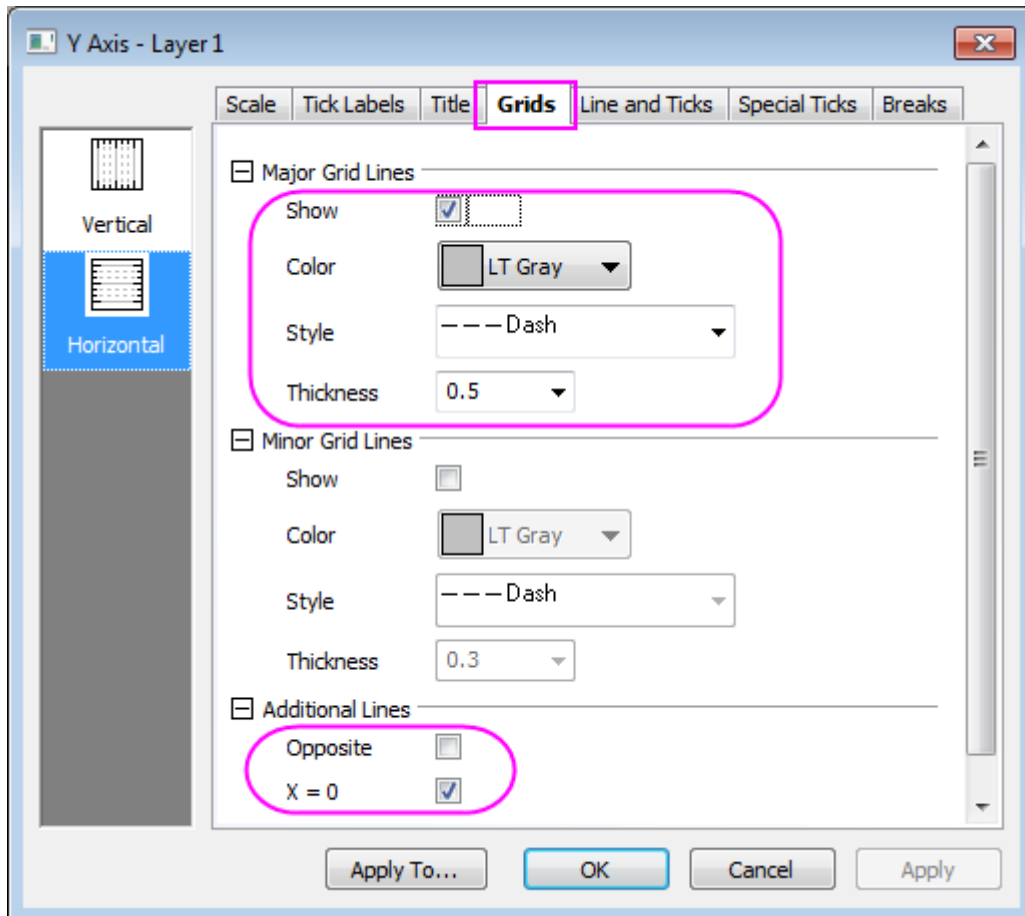 Y Axis - Layer 1
Scale Tick Labels Title Grids Line and Ticks Special Ticks Breaks
Vertical
Horizontal
Major Grid Lines
Show
Color LT Gray
Style Dash
Thickness 0.5
Minor Grid Lines
Show
Color LT Gray
Style Dash
Thickness 0.3
Additional Lines
Opposite
X = 0
Apply To... OK Cancel Apply